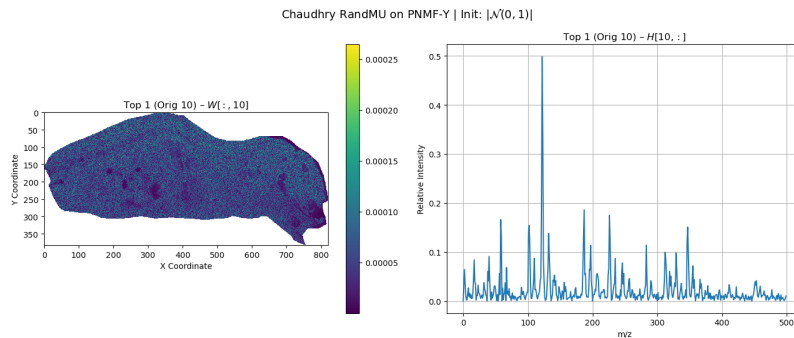 Chaudhry RandMU on PNMF-Y | Init: |𝒩(0, 1)|
Top 1 (Orig 10) – W[:, 10]
Y Coordinate
0
50
100
150
200
250
300
350
0 100 200 300 400 500 600 700 800
X Coordinate
0.00025
0.00020
0.00015
0.00010
0.00005
Top 1 (Orig 10) – H[10, :]
Relative Intensity
0.5
0.4
0.3
0.2
0.1
0.0
0 100 200 300 400 500
m/z